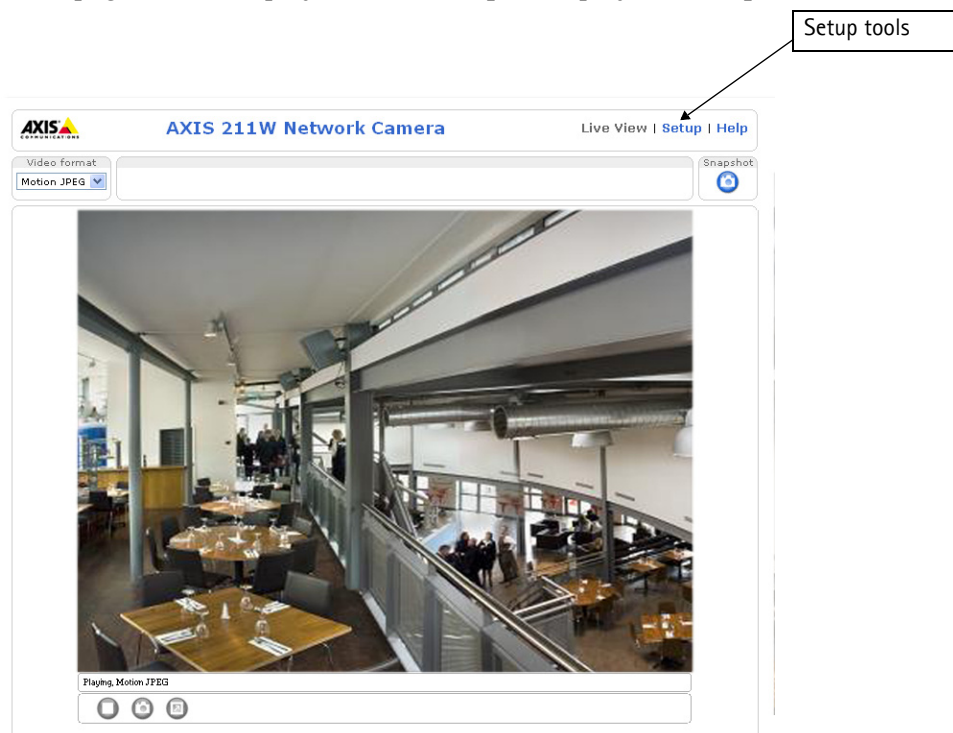 Setup tools
AXIS
COMMUNICATIONS
AXIS 211W Network Camera
Live View | Setup | Help
Video format
Motion JPEG
Snapshot
Playing, Motion JPEG